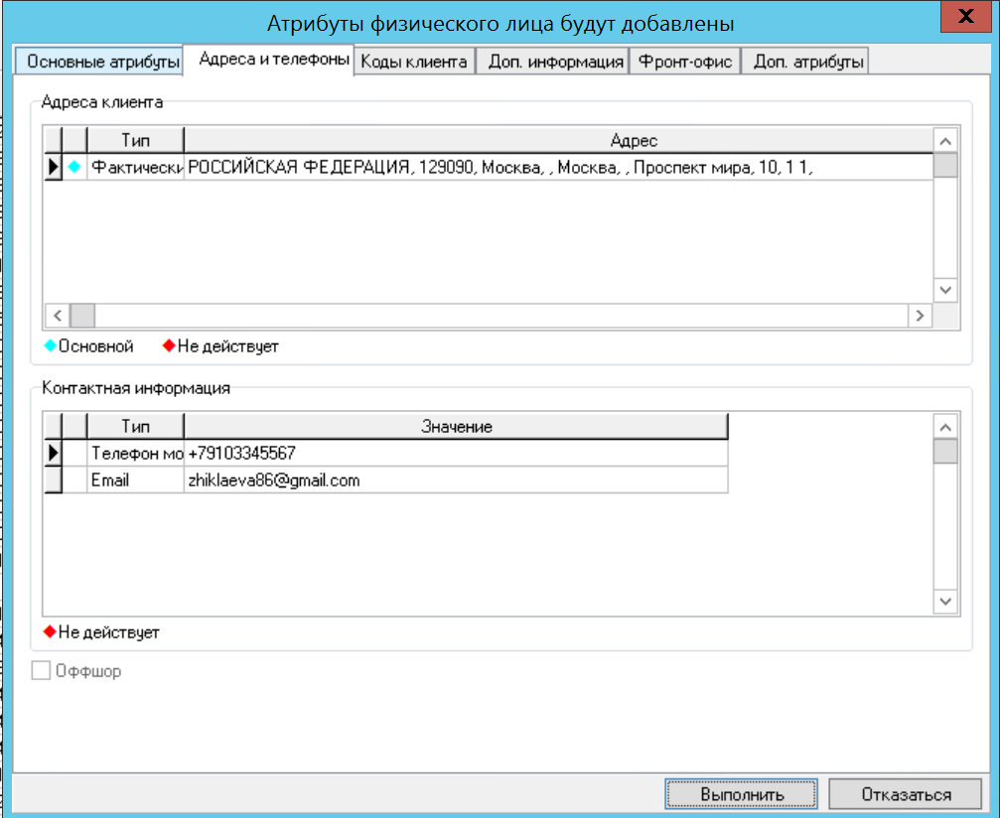 Атрибуты физического лица будут добавлены
Основные атрибуты Адреса и телефоны Коды клиента Доп. информация Фронт-офис Доп. атрибуты
Адреса клиента
Тип Адрес
Фактически РОССИЙСКАЯ ФЕДЕРАЦИЯ, 129090, Москва, , Москва, , Проспект мира, 10, 1 1,
Основной Не действует
Контактная информация
Тип Значение
Телефон мо +79103345567
Email zhiklaeva86@gmail.com
Не действует
Оффшор
Выполнить Отказаться